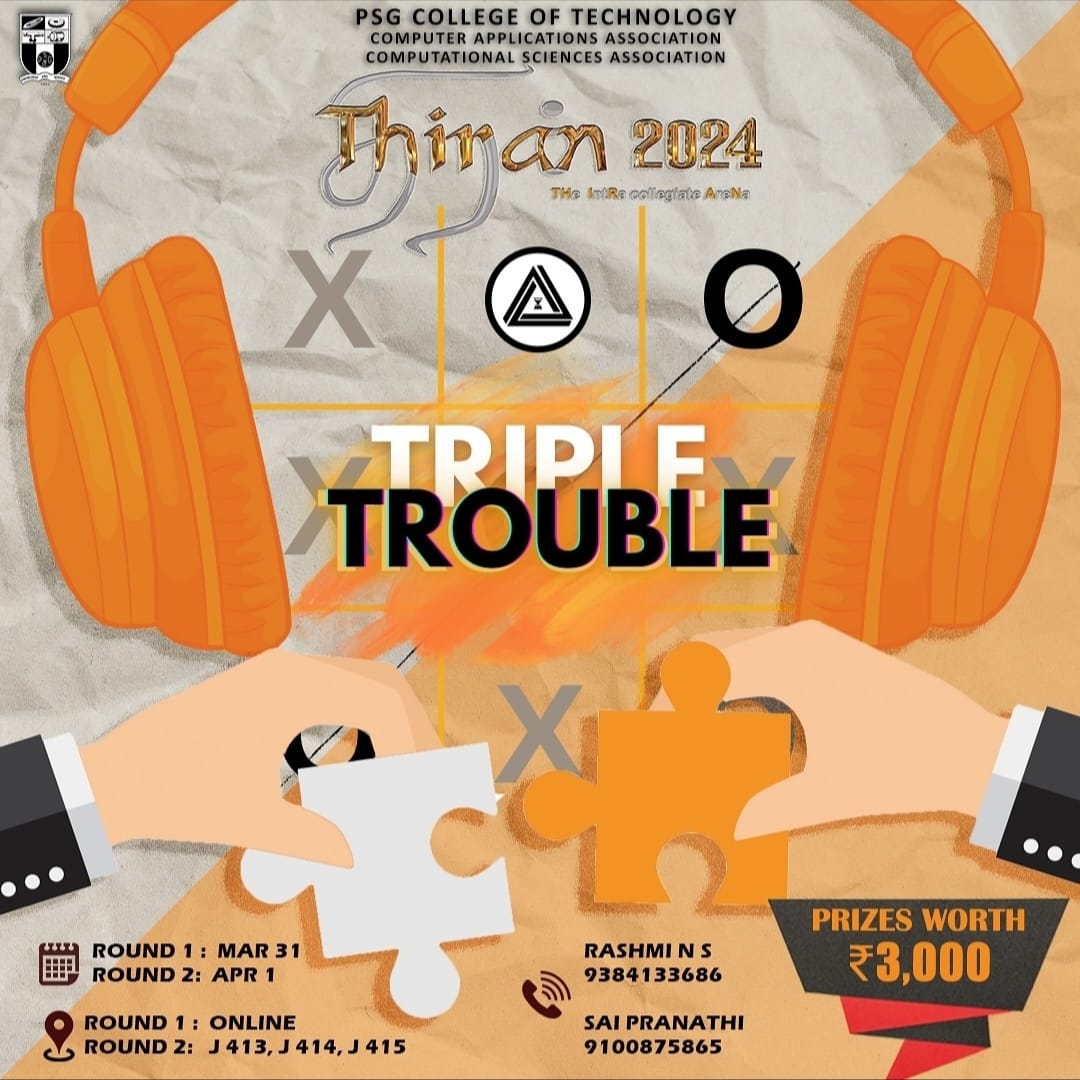 PSG COLLEGE OF TECHNOLOGY
COMPUTER APPLICATIONS ASSOCIATION
COMPUTATIONAL SCIENCES ASSOCIATION
தி
Thiran 2024
THe IntRa collegiate AreNa
X O
TRIPLE
X X
TROUBLE
X
O
PRIZES WORTH
₹3,000
ROUND 1 : MAR 31
ROUND 2: APR 1
ROUND 1 : ONLINE
ROUND 2: J 413, J 414, J 415
RASHMI N S
9384133686
SAI PRANATHI
9100875865